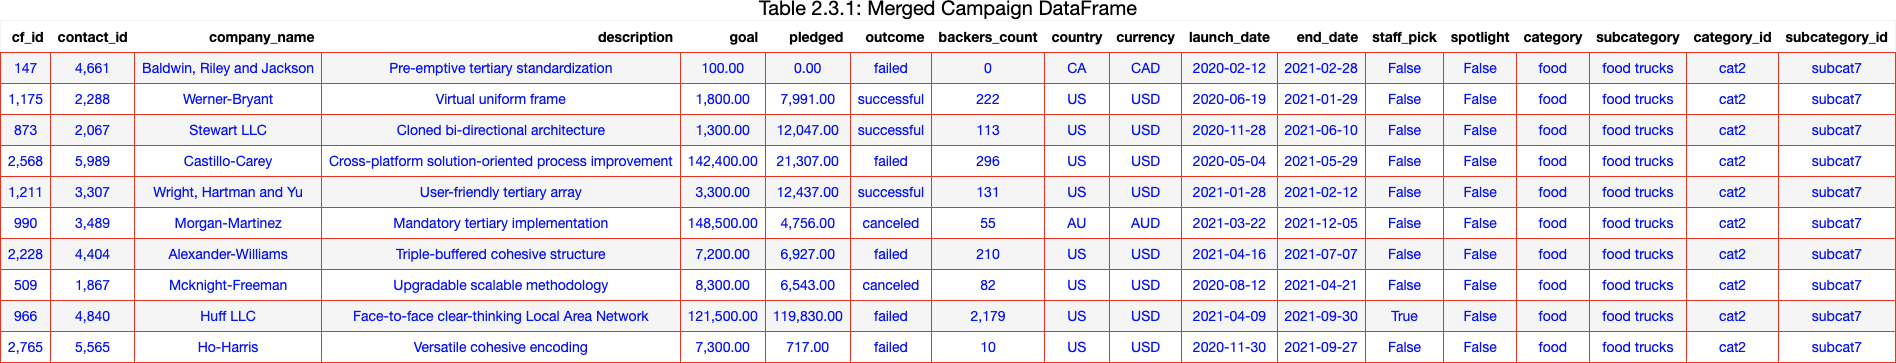 Table 2.3.1: Merged Campaign DataFrame
cf_id contact_id company_name description goal pledged outcome backers_count country currency launch_date end_date staff_pick spotlight category subcategory category_id subcategory_id
147 4,661 Baldwin, Riley and Jackson Pre-emptive tertiary standardization 100.00 0.00 failed 0 CA CAD 2020-02-12 2021-02-28 False False food food trucks cat2 subcat7
1,175 2,288 Werner-Bryant Virtual uniform frame 1,800.00 7,991.00 successful 222 US USD 2020-06-19 2021-01-29 False False food food trucks cat2 subcat7
873 2,067 Stewart LLC Cloned bi-directional architecture 1,300.00 12,047.00 successful 113 US USD 2020-11-28 2021-06-10 False False food food trucks cat2 subcat7
2,568 5,989 Castillo-Carey Cross-platform solution-oriented process improvement 142,400.00 21,307.00 failed 296 US USD 2020-05-04 2021-05-29 False False food food trucks cat2 subcat7
1,211 3,307 Wright, Hartman and Yu User-friendly tertiary array 3,300.00 12,437.00 successful 131 US USD 2021-01-28 2021-02-12 False False food food trucks cat2 subcat7
990 3,489 Morgan-Martinez Mandatory tertiary implementation 148,500.00 4,756.00 canceled 55 AU AUD 2021-03-22 2021-12-05 False False food food trucks cat2 subcat7
2,228 4,404 Alexander-Williams Triple-buffered cohesive structure 7,200.00 6,927.00 failed 210 US USD 2021-04-16 2021-07-07 False False food food trucks cat2 subcat7
509 1,867 Mcknight-Freeman Upgradable scalable methodology 8,300.00 6,543.00 canceled 82 US USD 2020-08-12 2021-04-21 False False food food trucks cat2 subcat7
966 4,840 Huff LLC Face-to-face clear-thinking Local Area Network 121,500.00 119,830.00 failed 2,179 US USD 2021-04-09 2021-09-30 True False food food trucks cat2 subcat7
2,765 5,565 Ho-Harris Versatile cohesive encoding 7,300.00 717.00 failed 10 US USD 2020-11-30 2021-09-27 False False food food trucks cat2 subcat7